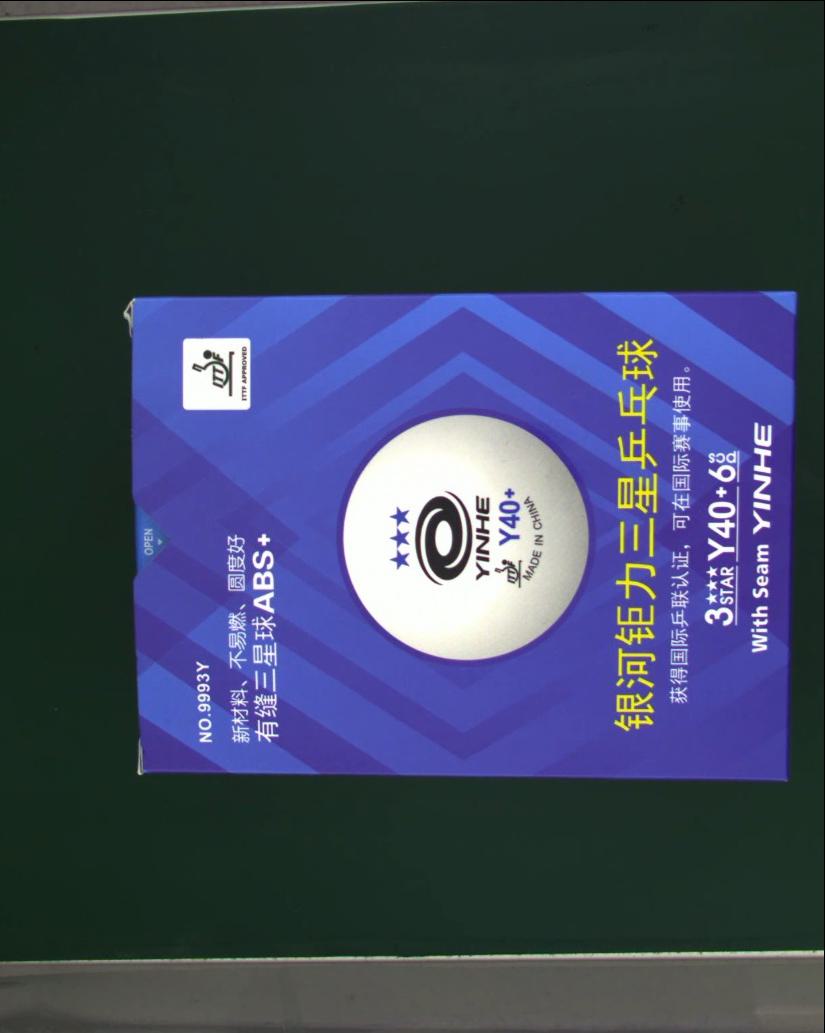 NO.9993Y
ITTF
ITTF APPROVED
新材料、不易燃、圆度好
有缝三星球ABS+
OPEN
YINHE
ITTF Y40+
MADE IN CHINA
银河钜力三星乒乓球
获得国际乒联认证，可在国际赛事使用。
3 STAR Y40+
With Seam YINHE